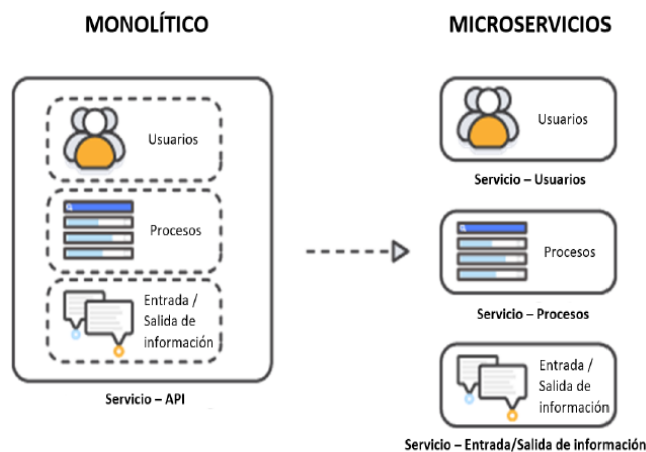 MONOLÍTICO
Usuarios
Procesos
Entrada /
Salida de
información
Servicio – API
MICROSERVICIOS
Usuarios
Servicio – Usuarios
Procesos
Servicio – Procesos
Entrada /
Salida de
información
Servicio – Entrada/Salida de información